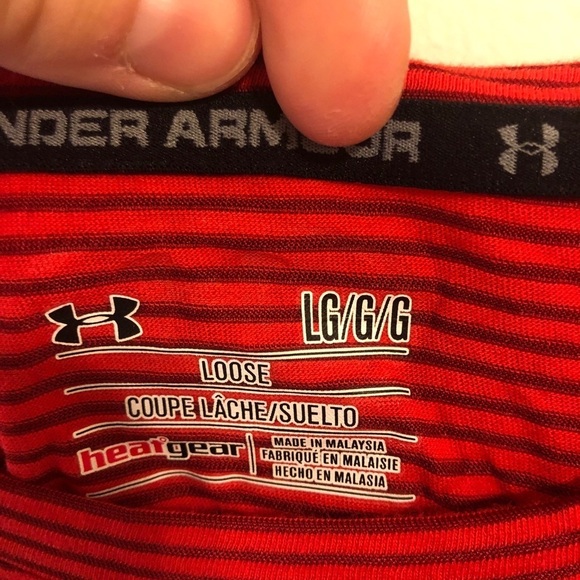 NDER ARMOUR
LG/G/G
LOOSE
COUPE LÂCHE/SUELTO
heatgear
MADE IN MALAYSIA
FABRIQUÉ EN MALAISIE
HECHO EN MALASIA